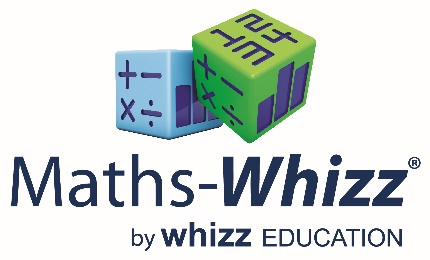 + −
× ÷
+ −
× ÷
Maths-Whizz®
by whizz EDUCATION